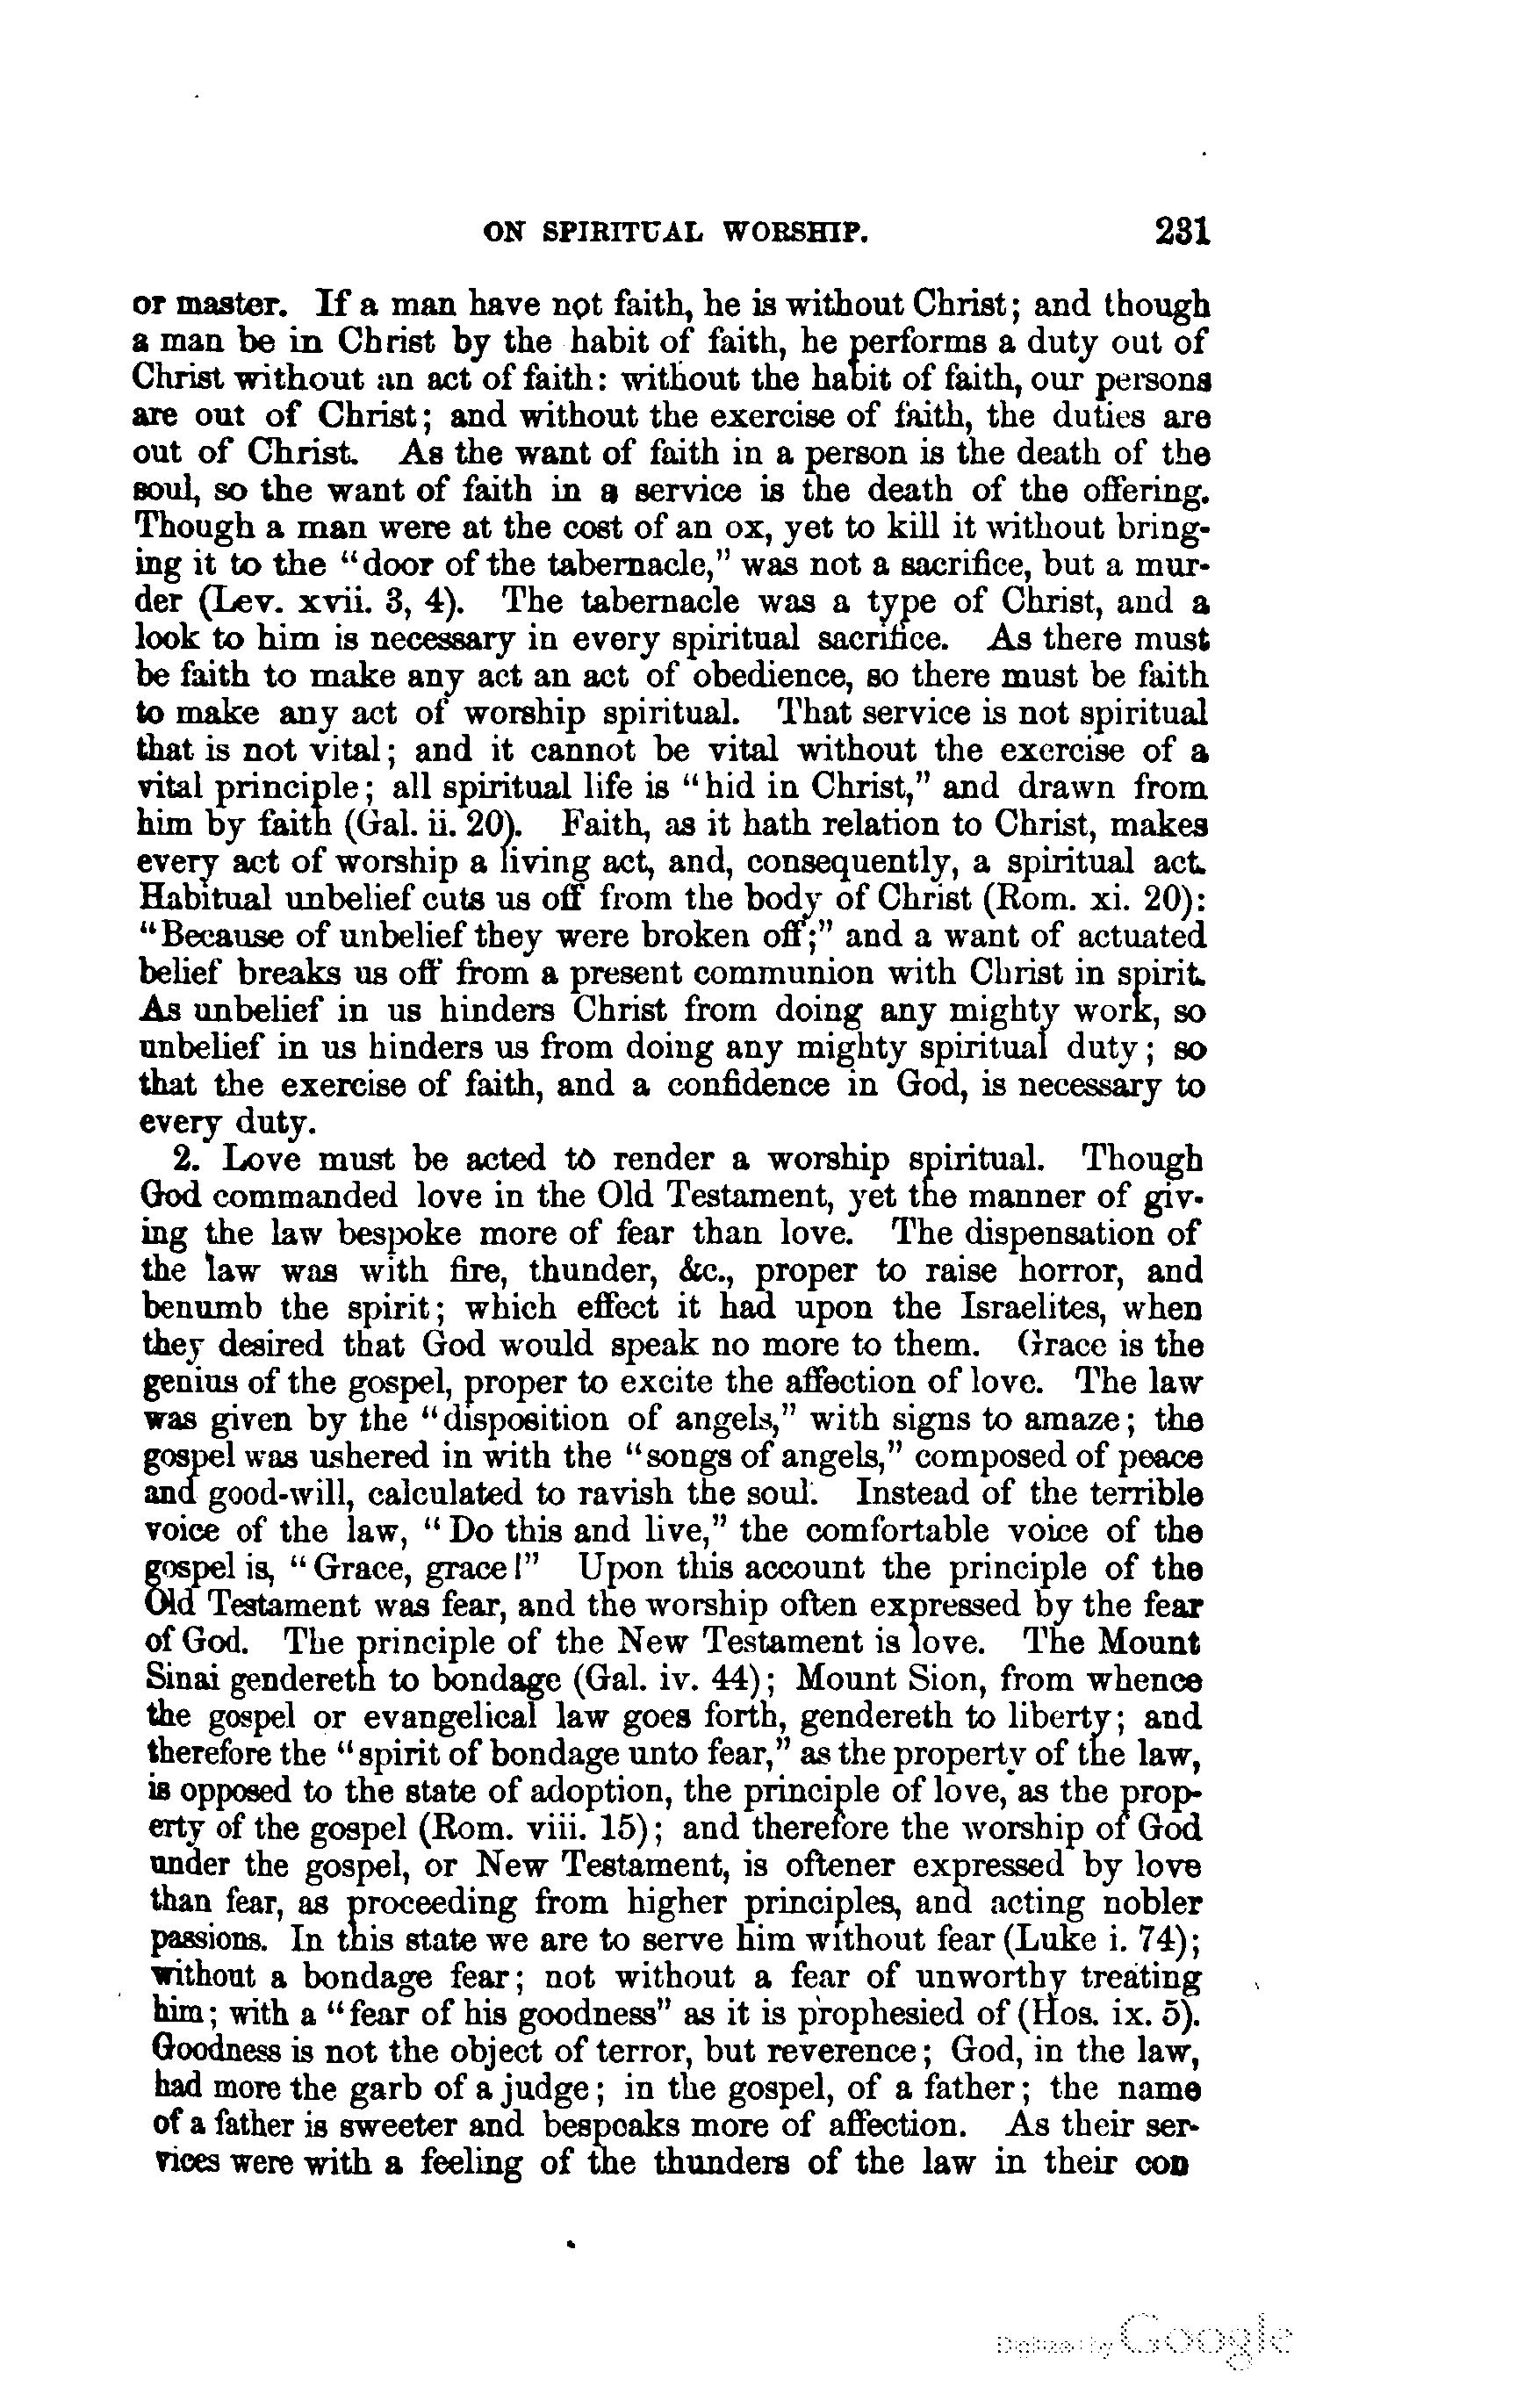 ON SPIRITUAL WORSHIP. 231
or master. If a man have not faith, he is without Christ; and though
a man be in Christ by the habit of faith, he performs a duty out of
Christ without an act of faith: without the habit of faith, our persons
are out of Christ; and without the exercise of faith, the duties are
out of Christ. As the want of faith in a person is the death of the
soul, so the want of faith in a service is the death of the offering.
Though a man were at the cost of an ox, yet to kill it without bring-
ing it to the "door of the tabernacle," was not a sacrifice, but a mur-
der (Lev. xvii. 3, 4). The tabernacle was a type of Christ, and a
look to him is necessary in every spiritual sacrifice. As there must
be faith to make any act an act of obedience, so there must be faith
to make any act of worship spiritual. That service is not spiritual
that is not vital; and it cannot be vital without the exercise of a
vital principle; all spiritual life is "hid in Christ," and drawn from
him by faith (Gal. ii. 20). Faith, as it hath relation to Christ, makes
every act of worship a living act, and, consequently, a spiritual act.
Habitual unbelief cuts us off from the body of Christ (Rom. xi. 20):
"Because of unbelief they were broken off;" and a want of actuated
belief breaks us off from a present communion with Christ in spirit.
As unbelief in us hinders Christ from doing any mighty work, so
unbelief in us hinders us from doing any mighty spiritual duty; so
that the exercise of faith, and a confidence in God, is necessary to
every duty.
2. Love must be acted to render a worship spiritual. Though
God commanded love in the Old Testament, yet the manner of giv-
ing the law bespoke more of fear than love. The dispensation of
the law was with fire, thunder, &c., proper to raise horror, and
benumb the spirit; which effect it had upon the Israelites, when
they desired that God would speak no more to them. Grace is the
genius of the gospel, proper to excite the affection of love. The law
was given by the "disposition of angels," with signs to amaze; the
gospel was ushered in with the "songs of angels," composed of peace
and good-will, calculated to ravish the soul. Instead of the terrible
voice of the law, "Do this and live," the comfortable voice of the
gospel is, "Grace, grace!" Upon this account the principle of the
Old Testament was fear, and the worship often expressed by the fear
of God. The principle of the New Testament is love. The Mount
Sinai gendereth to bondage (Gal. iv. 44); Mount Sion, from whence
the gospel or evangelical law goes forth, gendereth to liberty; and
therefore the "spirit of bondage unto fear," as the property of the law,
is opposed to the state of adoption, the principle of love, as the prop-
erty of the gospel (Rom. viii. 15); and therefore the worship of God
under the gospel, or New Testament, is oftener expressed by love
than fear, as proceeding from higher principles, and acting nobler
passions. In this state we are to serve him without fear (Luke i. 74);
without a bondage fear; not without a fear of unworthy treating
him; with a "fear of his goodness" as it is prophesied of (Hos. ix. 5).
Goodness is not the object of terror, but reverence; God, in the law,
had more the garb of a judge; in the gospel, of a father; the name
of a father is sweeter and bespeaks more of affection. As their ser-
vices were with a feeling of the thunders of the law in their con
Digitized by Google